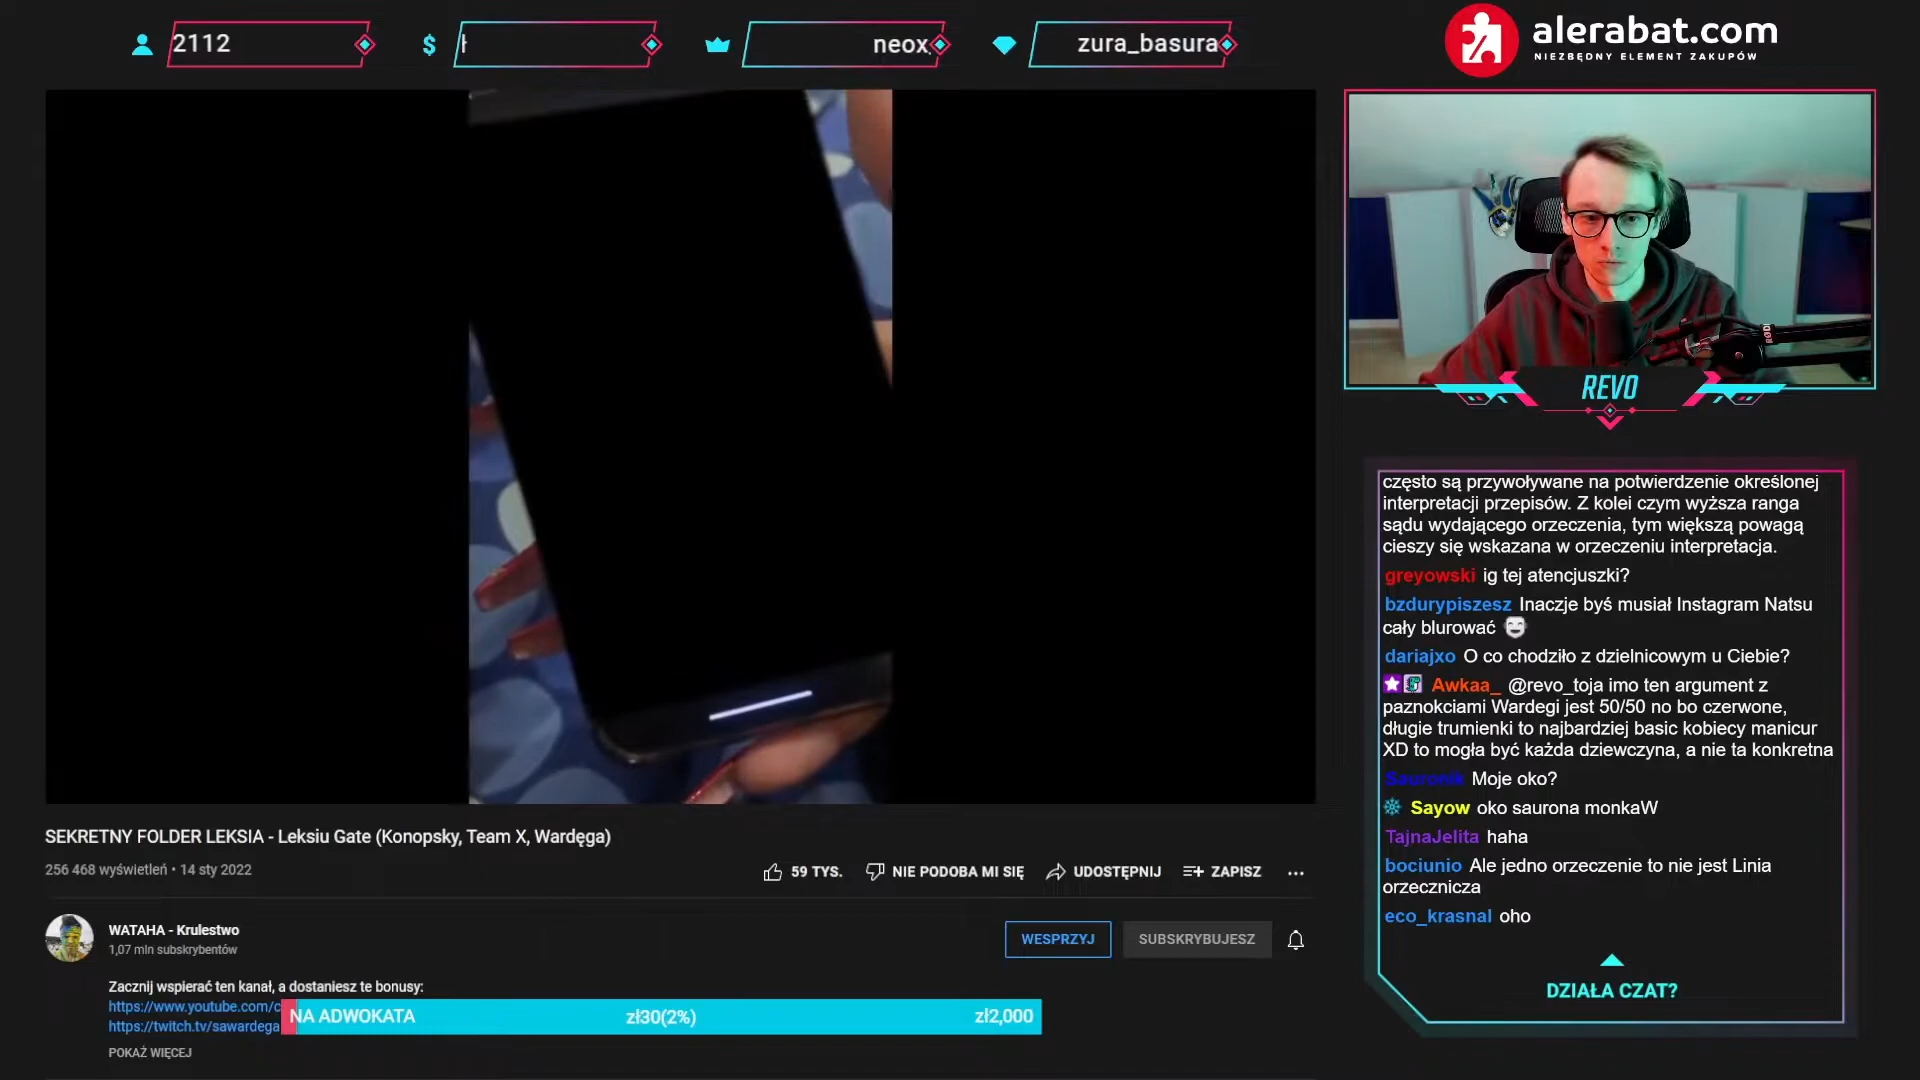 2112
$
ł
neox
zura_basura
alerabat.com
NIEZBĘDNY ELEMENT ZAKUPÓW
RØDE
REVO
często są przywoływane na potwierdzenie określonej
interpretacji przepisów. Z kolei czym wyższa ranga
sądu wydającego orzeczenia, tym większą powagą
cieszy się wskazana w orzeczeniu interpretacja.
greyowski ig tej atencjuszki?
bzdurypiszesz Inaczje byś musiał Instagram Natsu
cały blurować
dariajxo O co chodziło z dzielnicowym u Ciebie?
Awkaa_ @revo_toja imo ten argument z
paznokciami Wardegi jest 50/50 no bo czerwone,
długie trumienki to najbardziej basic kobiecy manicur
XD to mogła być każda dziewczyna, a nie ta konkretna
Sauronik Moje oko?
Sayow oko saurona monkaW
TajnaJelita haha
bociunio Ale jedno orzeczenie to nie jest Linia
orzecznicza
eco_krasnal oho
DZIAŁA CZAT?
SEKRETNY FOLDER LEKSIA - Leksiu Gate (Konopsky, Team X, Wardęga)
256 468 wyświetleń • 14 sty 2022
59 TYS.
NIE PODOBA MI SIĘ
UDOSTĘPNIJ
ZAPISZ
WATAHA - Krulestwo
1,07 mln subskrybentów
WESPRZYJ
SUBSKRYBUJESZ
Zacznij wspierać ten kanał, a dostaniesz te bonusy:
https://www.youtube.com/c
https://twitch.tv/sawardega
NA ADWOKATA zł30(2%) zł2,000
POKAŻ WIĘCEJ